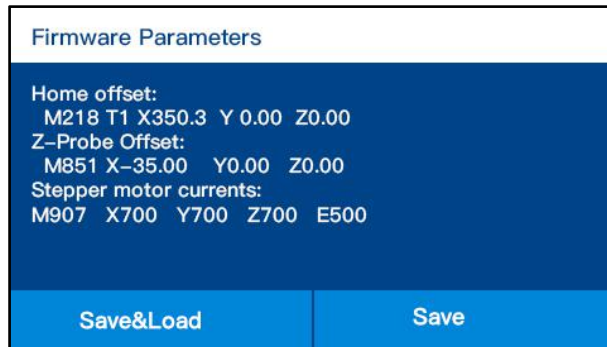 Firmware Parameters
Home offset:
M218 T1 X350.3 Y 0.00 Z0.00
Z-Probe Offset:
M851 X-35.00 Y0.00 Z0.00
Stepper motor currents:
M907 X700 Y700 Z700 E500
Save&Load Save